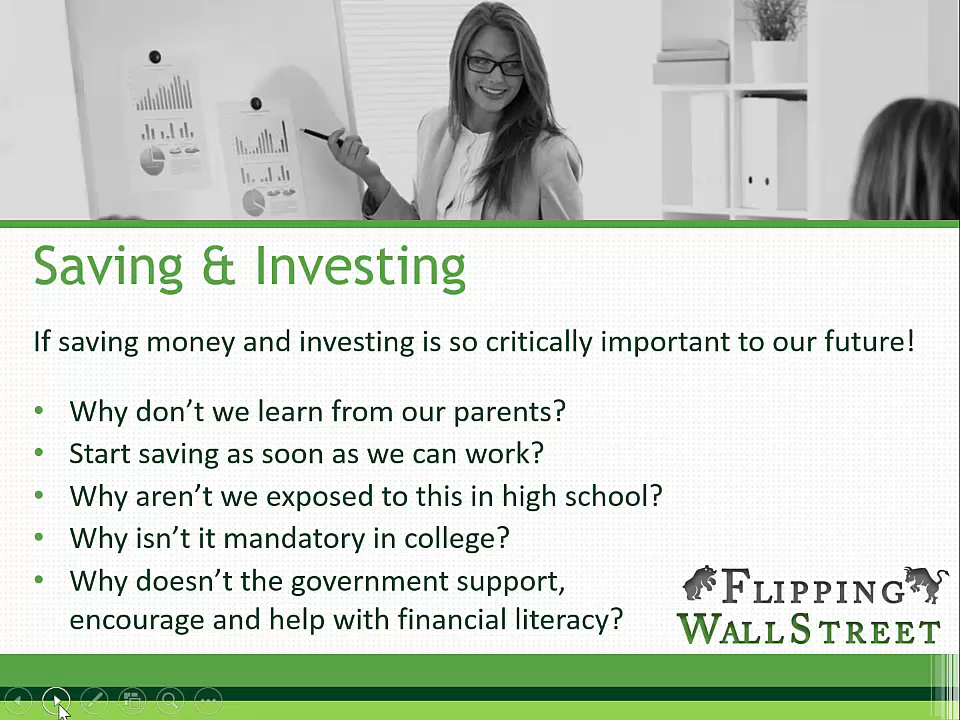 Saving & Investing
If saving money and investing is so critically important to our future!
• Why don’t we learn from our parents?
• Start saving as soon as we can work?
• Why aren’t we exposed to this in high school?
• Why isn’t it mandatory in college?
• Why doesn’t the government support,
encourage and help with financial literacy?
FLIPPING
WALLSTREET